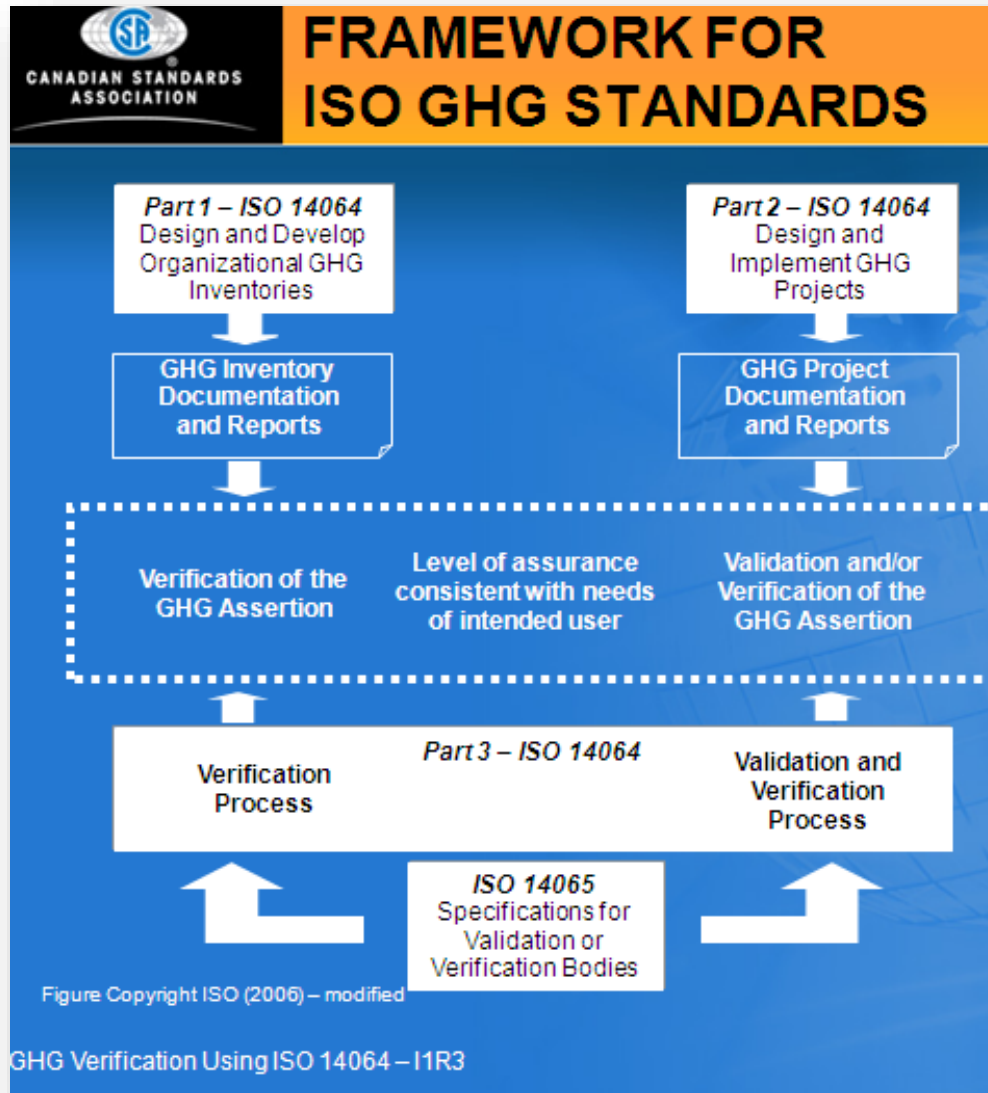 CSA
®
CANADIAN STANDARDS
ASSOCIATION
FRAMEWORK FOR
ISO GHG STANDARDS
Part 1 – ISO 14064
Design and Develop
Organizational GHG
Inventories
Part 2 – ISO 14064
Design and
Implement GHG
Projects
GHG Inventory
Documentation
and Reports
GHG Project
Documentation
and Reports
Verification of the
GHG Assertion
Level of assurance
consistent with needs
of intended user
Validation and/or
Verification of the
GHG Assertion
Verification
Process
Part 3 – ISO 14064
Validation and
Verification
Process
ISO 14065
Specifications for
Validation or
Verification Bodies
Figure Copyright ISO (2006) – modified
GHG Verification Using ISO 14064 – I1R3